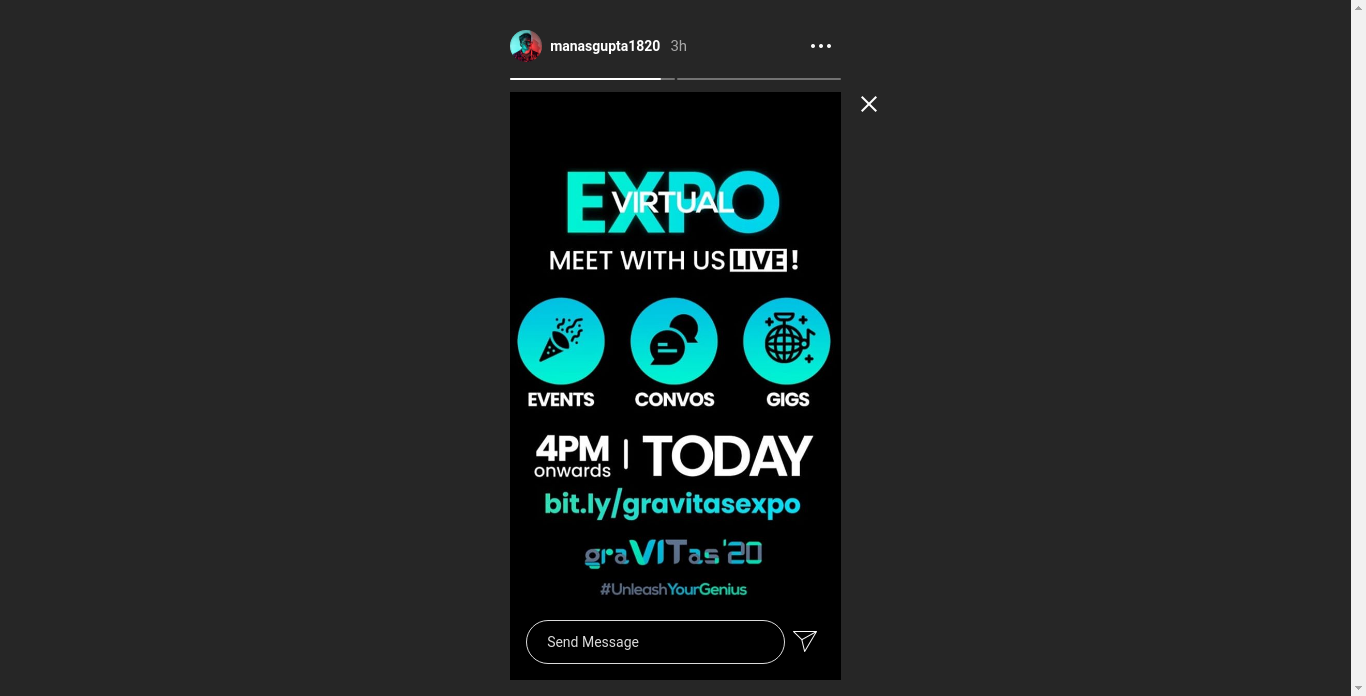 manasgupta1820 3h
EXPO
VIRTUAL
MEET WITH US LIVE!
EVENTS CONVOS GIGS
4PM onwards | TODAY
bit.ly/gravitasexpo
graVITas'20
#UnleashYourGenius
Send Message